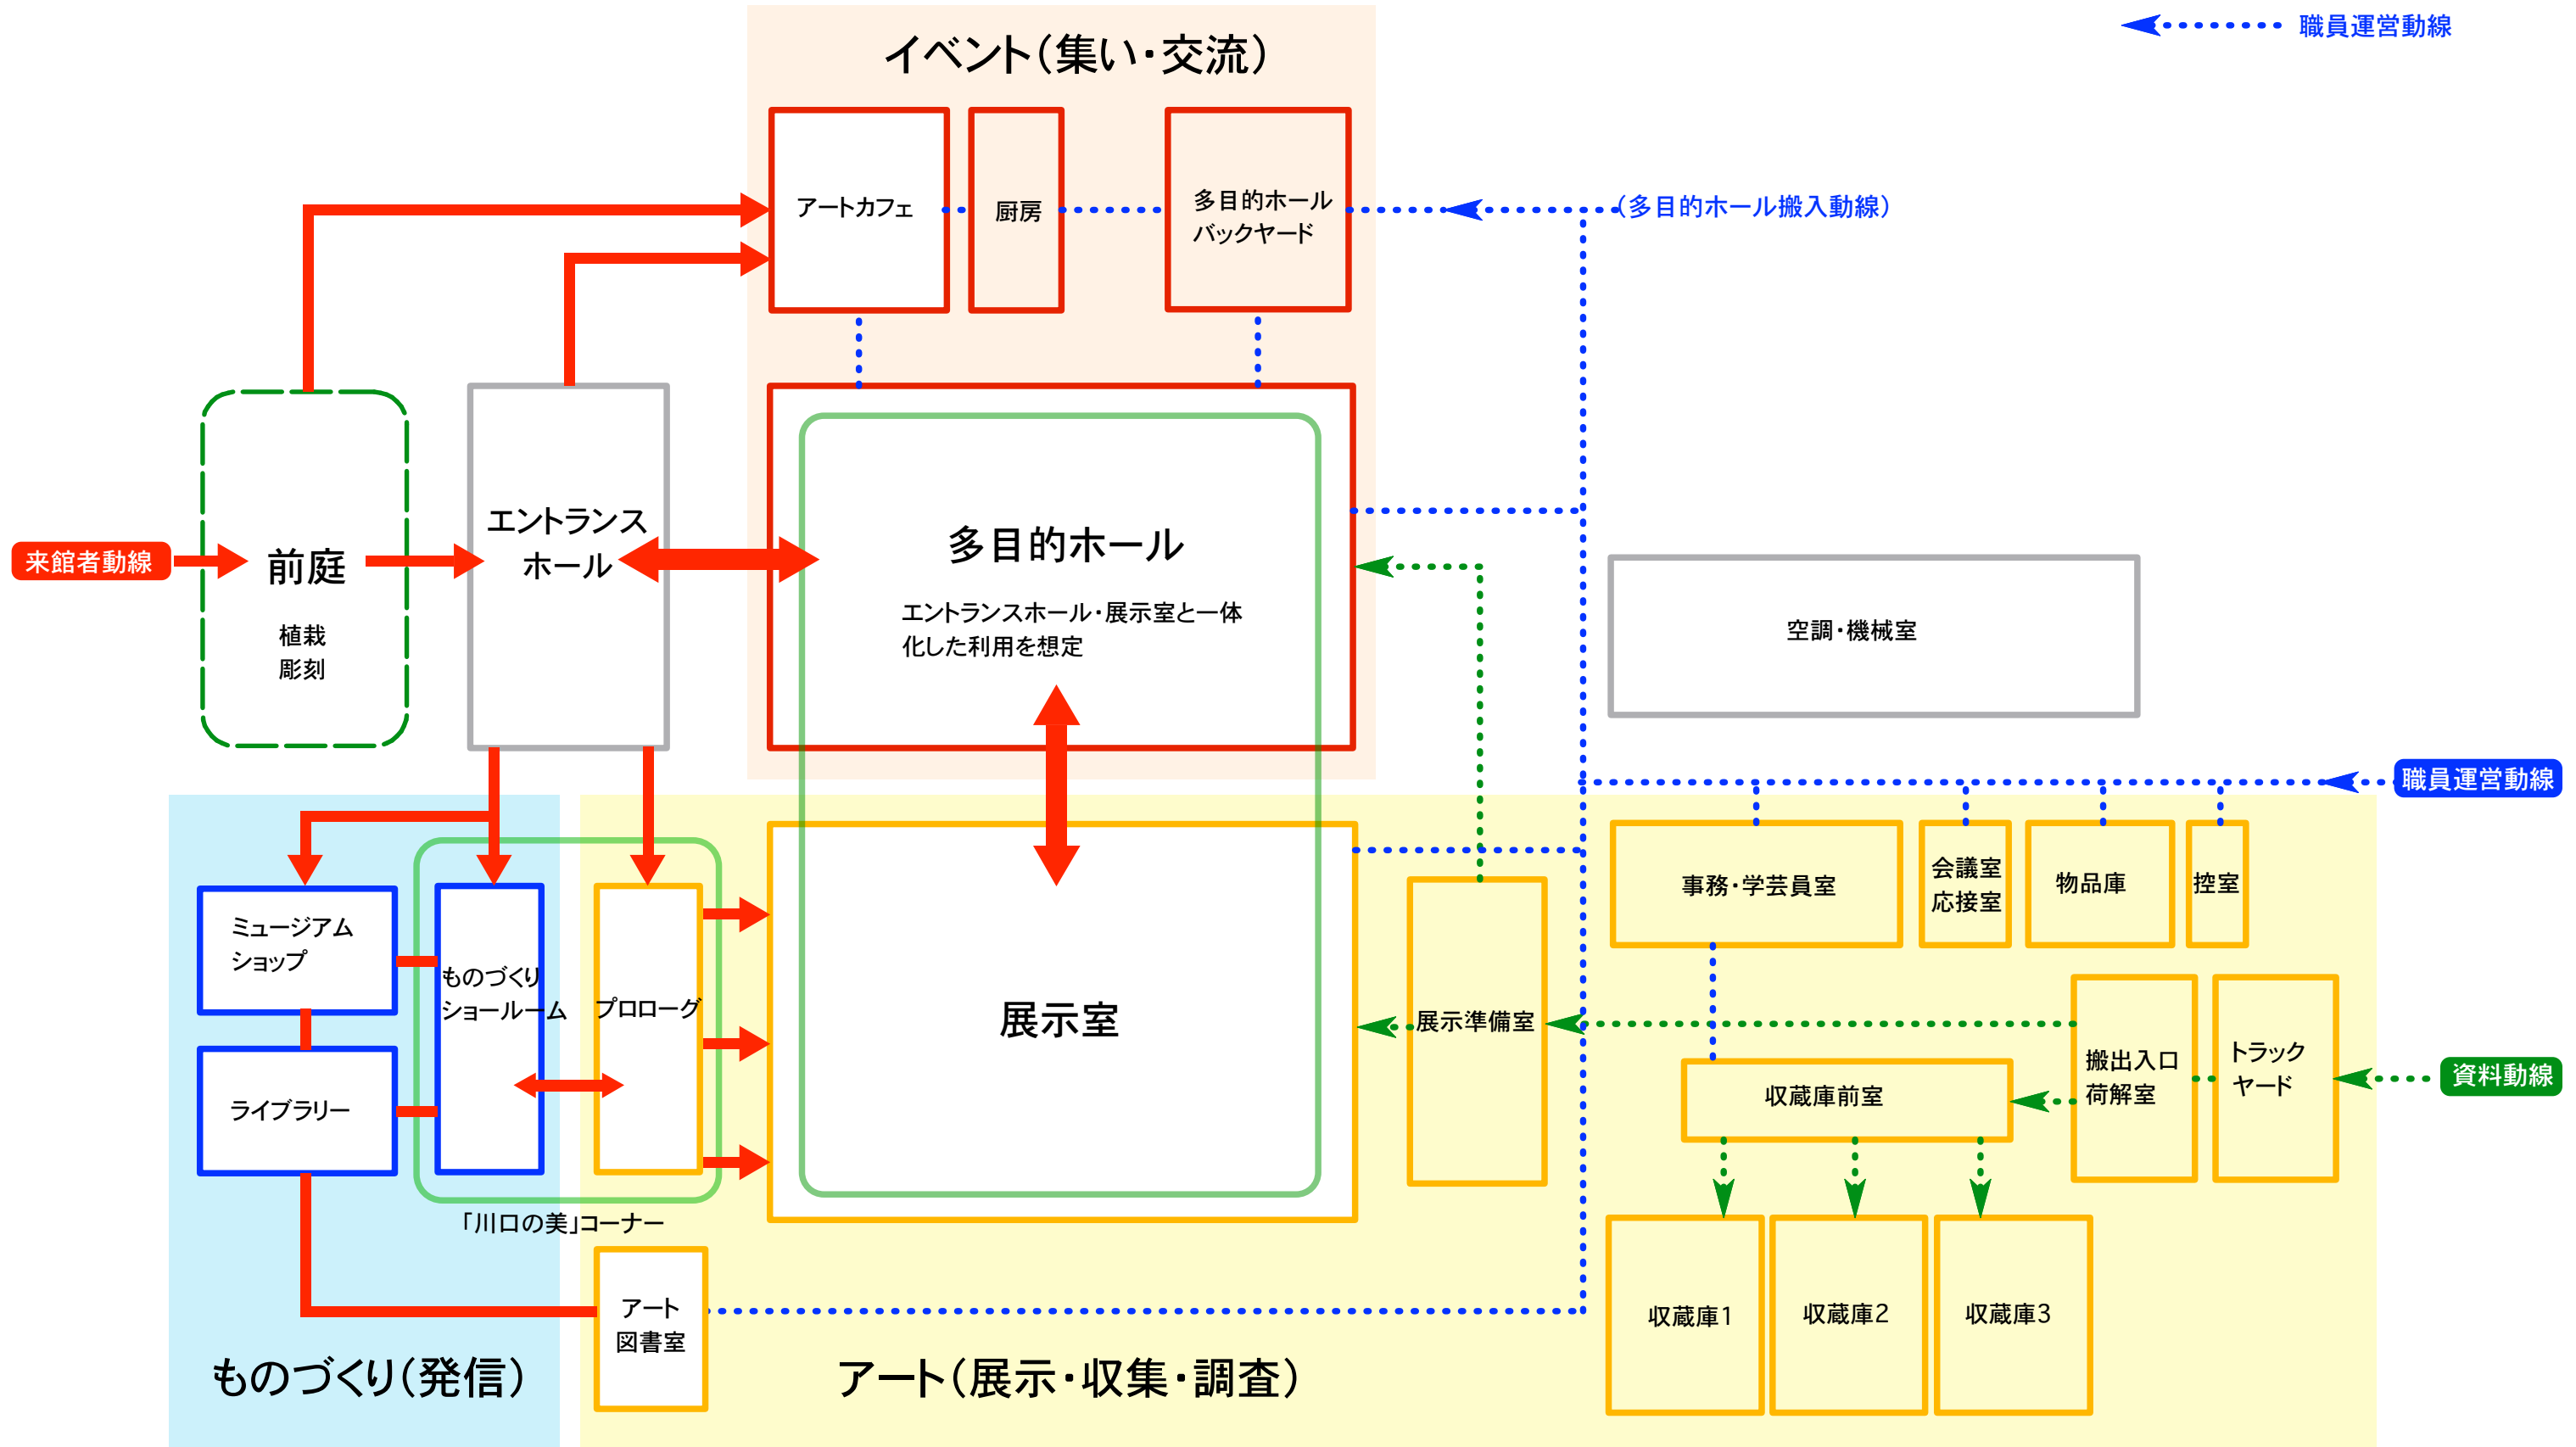 職員運営動線
イベント（集い・交流）
アートカフェ
厨房
多目的ホール
バックヤード
（多目的ホール搬入動線）
来館者動線
前庭
植栽
彫刻
エントランス
ホール
多目的ホール
エントランスホール・展示室と一体
化した利用を想定
空調・機械室
職員運営動線
事務・学芸員室
会議室
応接室
物品庫
控室
ミュージアム
ショップ
ものづくり
ショールーム
プロローグ
展示室
展示準備室
搬出入口
荷解室
トラック
ヤード
資料動線
収蔵庫前室
ライブラリー
「川口の美」コーナー
アート
図書室
収蔵庫1
収蔵庫2
収蔵庫3
ものづくり（発信）
アート（展示・収集・調査）